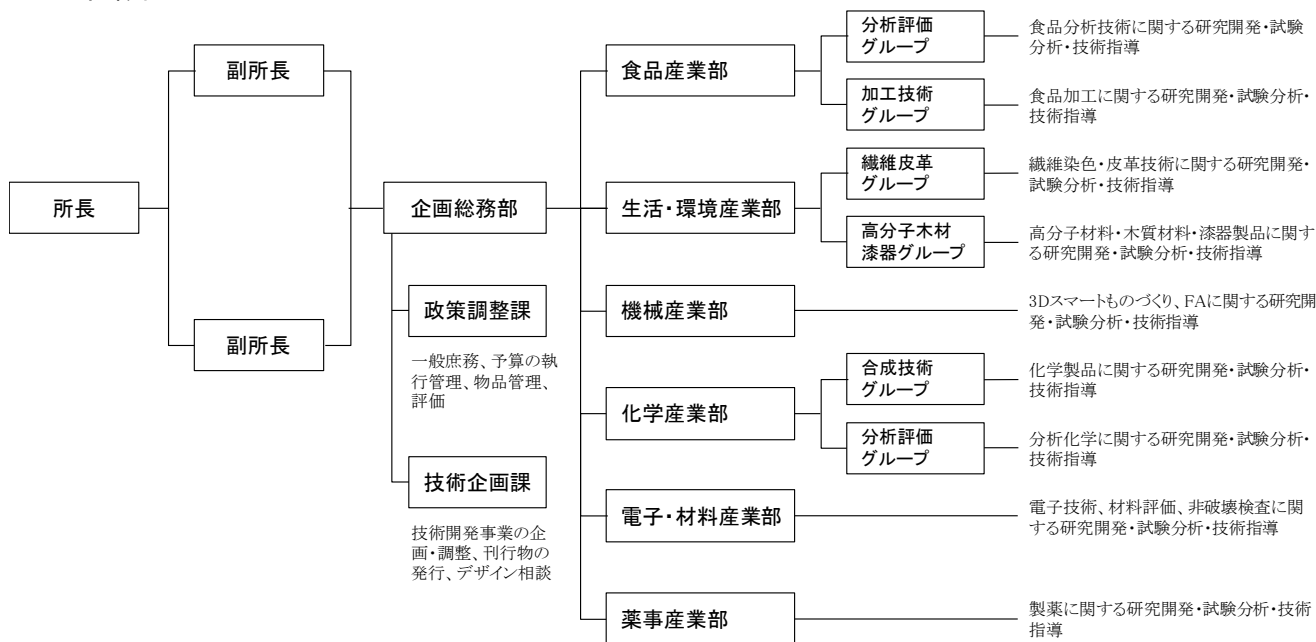 所長
副所長
副所長
企画総務部
政策調整課
一般庶務、予算の執
行管理、物品管理、
評価
技術企画課
技術開発事業の企
画・調整、刊行物の
発行、デザイン相談
食品産業部
分析評価
グループ
食品分析技術に関する研究開発・試験
分析・技術指導
加工技術
グループ
食品加工に関する研究開発・試験分析・
技術指導
生活・環境産業部
繊維皮革
グループ
繊維染色・皮革技術に関する研究開発・
試験分析・技術指導
高分子木材
漆器グループ
高分子材料・木質材料・漆器製品に関す
る研究開発・試験分析・技術指導
機械産業部
3Dスマートものづくり、FAに関する研究開
発・試験分析・技術指導
化学産業部
合成技術
グループ
化学製品に関する研究開発・試験分析・
技術指導
分析評価
グループ
分析化学に関する研究開発・試験分析・
技術指導
電子・材料産業部
電子技術、材料評価、非破壊検査に関
する研究開発・試験分析・技術指導
薬事産業部
製薬に関する研究開発・試験分析・技術
指導